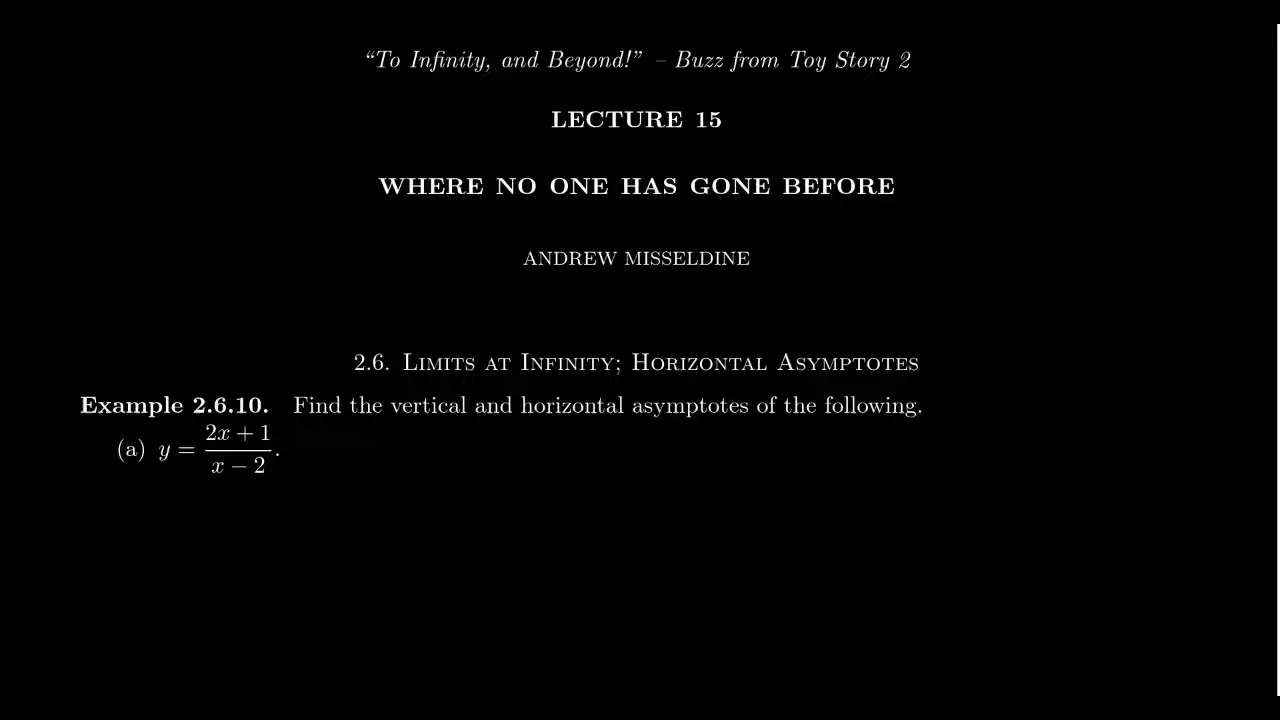 “To Infinity, and Beyond!” – Buzz from Toy Story 2
LECTURE 15
WHERE NO ONE HAS GONE BEFORE
ANDREW MISSELDINE
2.6. Limits at Infinity; Horizontal Asymptotes
Example 2.6.10. Find the vertical and horizontal asymptotes of the following.
(a) y = \frac{2x + 1}{x − 2}.